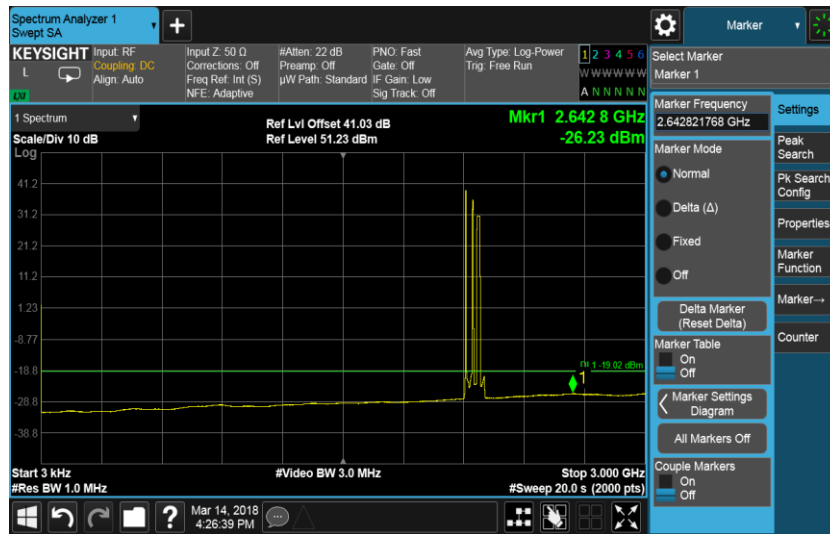 Spectrum Analyzer 1
Swept SA
+
Marker
KEYSIGHT
L
LXI
Input: RF
Coupling: DC
Align: Auto
Input Z: 50 Ω
Corrections: Off
Freq Ref: Int (S)
NFE: Adaptive
#Atten: 22 dB
Preamp: Off
µW Path: Standard
PNO: Fast
Gate: Off
IF Gain: Low
Sig Track: Off
Avg Type: Log-Power
Trig: Free Run
1 2 3 4 5 6
W W W W W W
A N N N N N
Select Marker
Marker 1
1 Spectrum
Scale/Div 10 dB
Log
Ref Lvl Offset 41.03 dB
Ref Level 51.23 dBm
Mkr1 2.642 8 GHz
-26.23 dBm
41.2
31.2
21.2
11.2
1.23
-8.77
-18.8
-28.8
-38.8
DL1 -19.02 dBm
1
Start 3 kHz
#Res BW 1.0 MHz
#Video BW 3.0 MHz
Stop 3.000 GHz
#Sweep 20.0 s (2000 pts)
Marker Frequency
2.642821768 GHz
Marker Mode
Normal
Delta (Δ)
Fixed
Off
Delta Marker
(Reset Delta)
Marker Table
On
Off
Marker Settings
Diagram
All Markers Off
Couple Markers
On
Off
Settings
Peak
Search
Pk Search
Config
Properties
Marker
Function
Marker→
Counter
?
Mar 14, 2018
4:26:39 PM